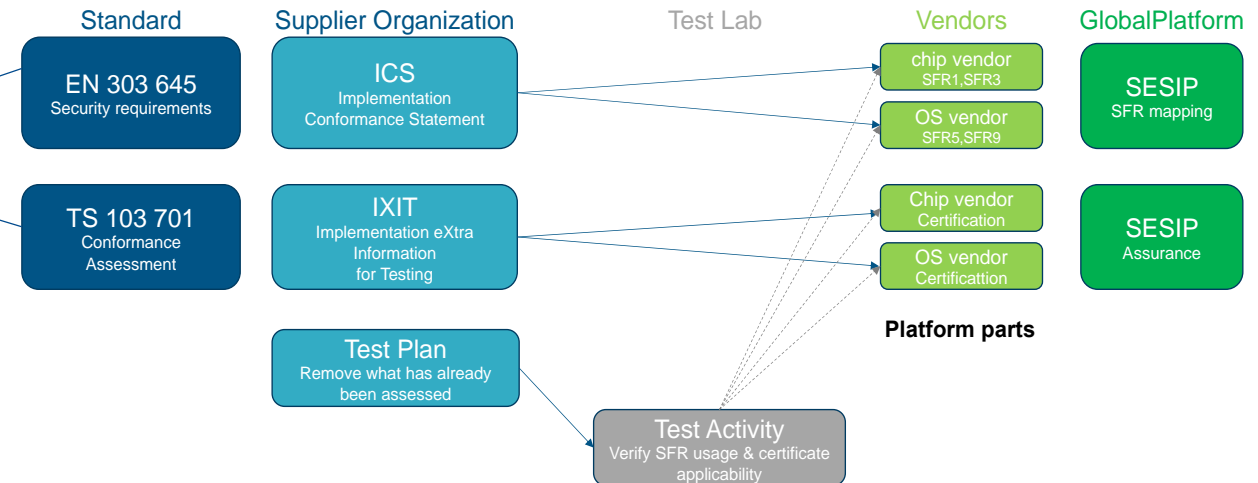 Standard
Supplier Organization
Test Lab
Vendors
GlobalPlatform
EN 303 645
Security requirements
ICS
Implementation
Conformance Statement
chip vendor
SFR1,SFR3
OS vendor
SFR5,SFR9
SESIP
SFR mapping
TS 103 701
Conformance
Assessment
IXIT
Implementation eXtra
Information
for Testing
Chip vendor
Certification
OS vendor
Certificattion
SESIP
Assurance
Platform parts
Test Plan
Remove what has already
been assessed
Test Activity
Verify SFR usage & certificate
applicability